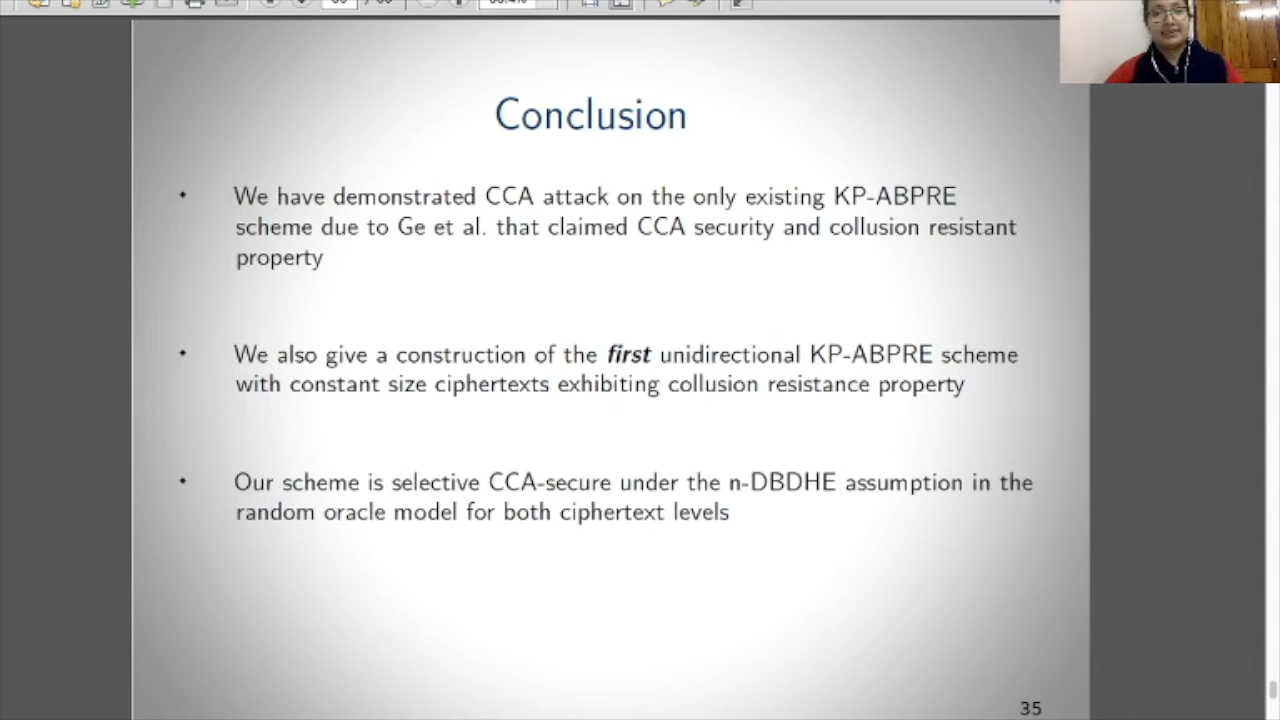 Conclusion
• We have demonstrated CCA attack on the only existing KP-ABPRE
scheme due to Ge et al. that claimed CCA security and collusion resistant
property
• We also give a construction of the first unidirectional KP-ABPRE scheme
with constant size ciphertexts exhibiting collusion resistance property
• Our scheme is selective CCA-secure under the n-DBDHE assumption in the
random oracle model for both ciphertext levels
35